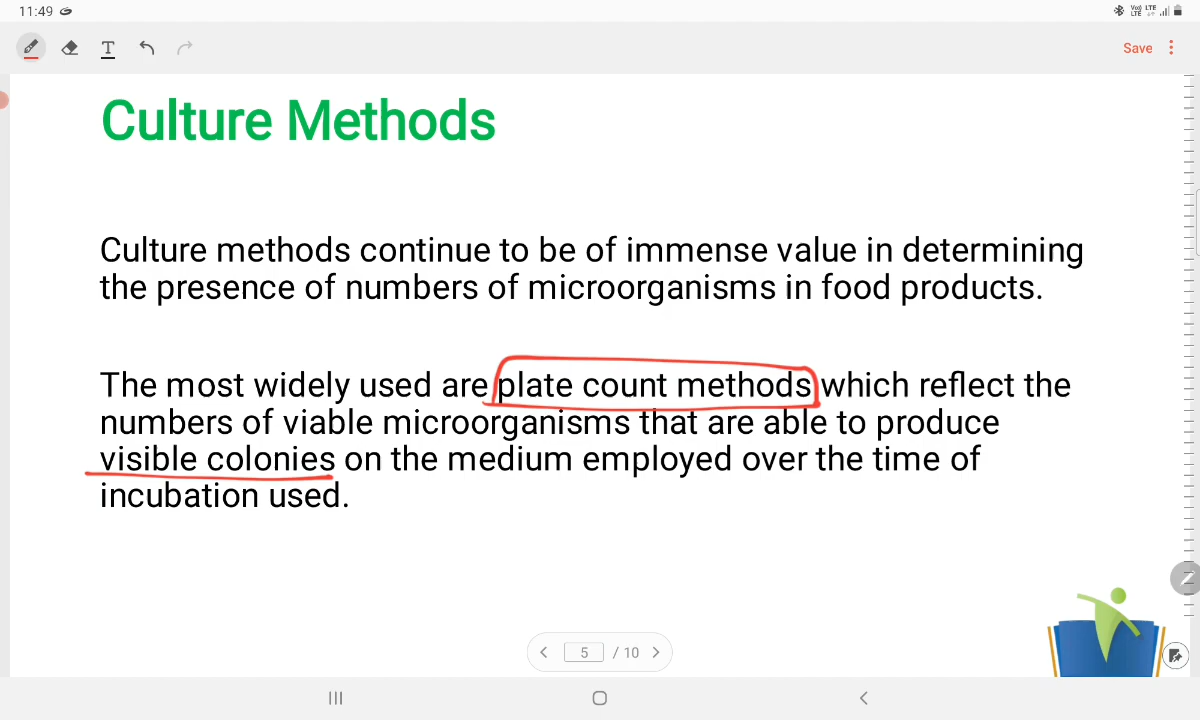 11:49
Vo) LTE
LTE
T
Save
Culture Methods
Culture methods continue to be of immense value in determining
the presence of numbers of microorganisms in food products.
The most widely used are plate count methods which reflect the
numbers of viable microorganisms that are able to produce
visible colonies on the medium employed over the time of
incubation used.
5 / 10